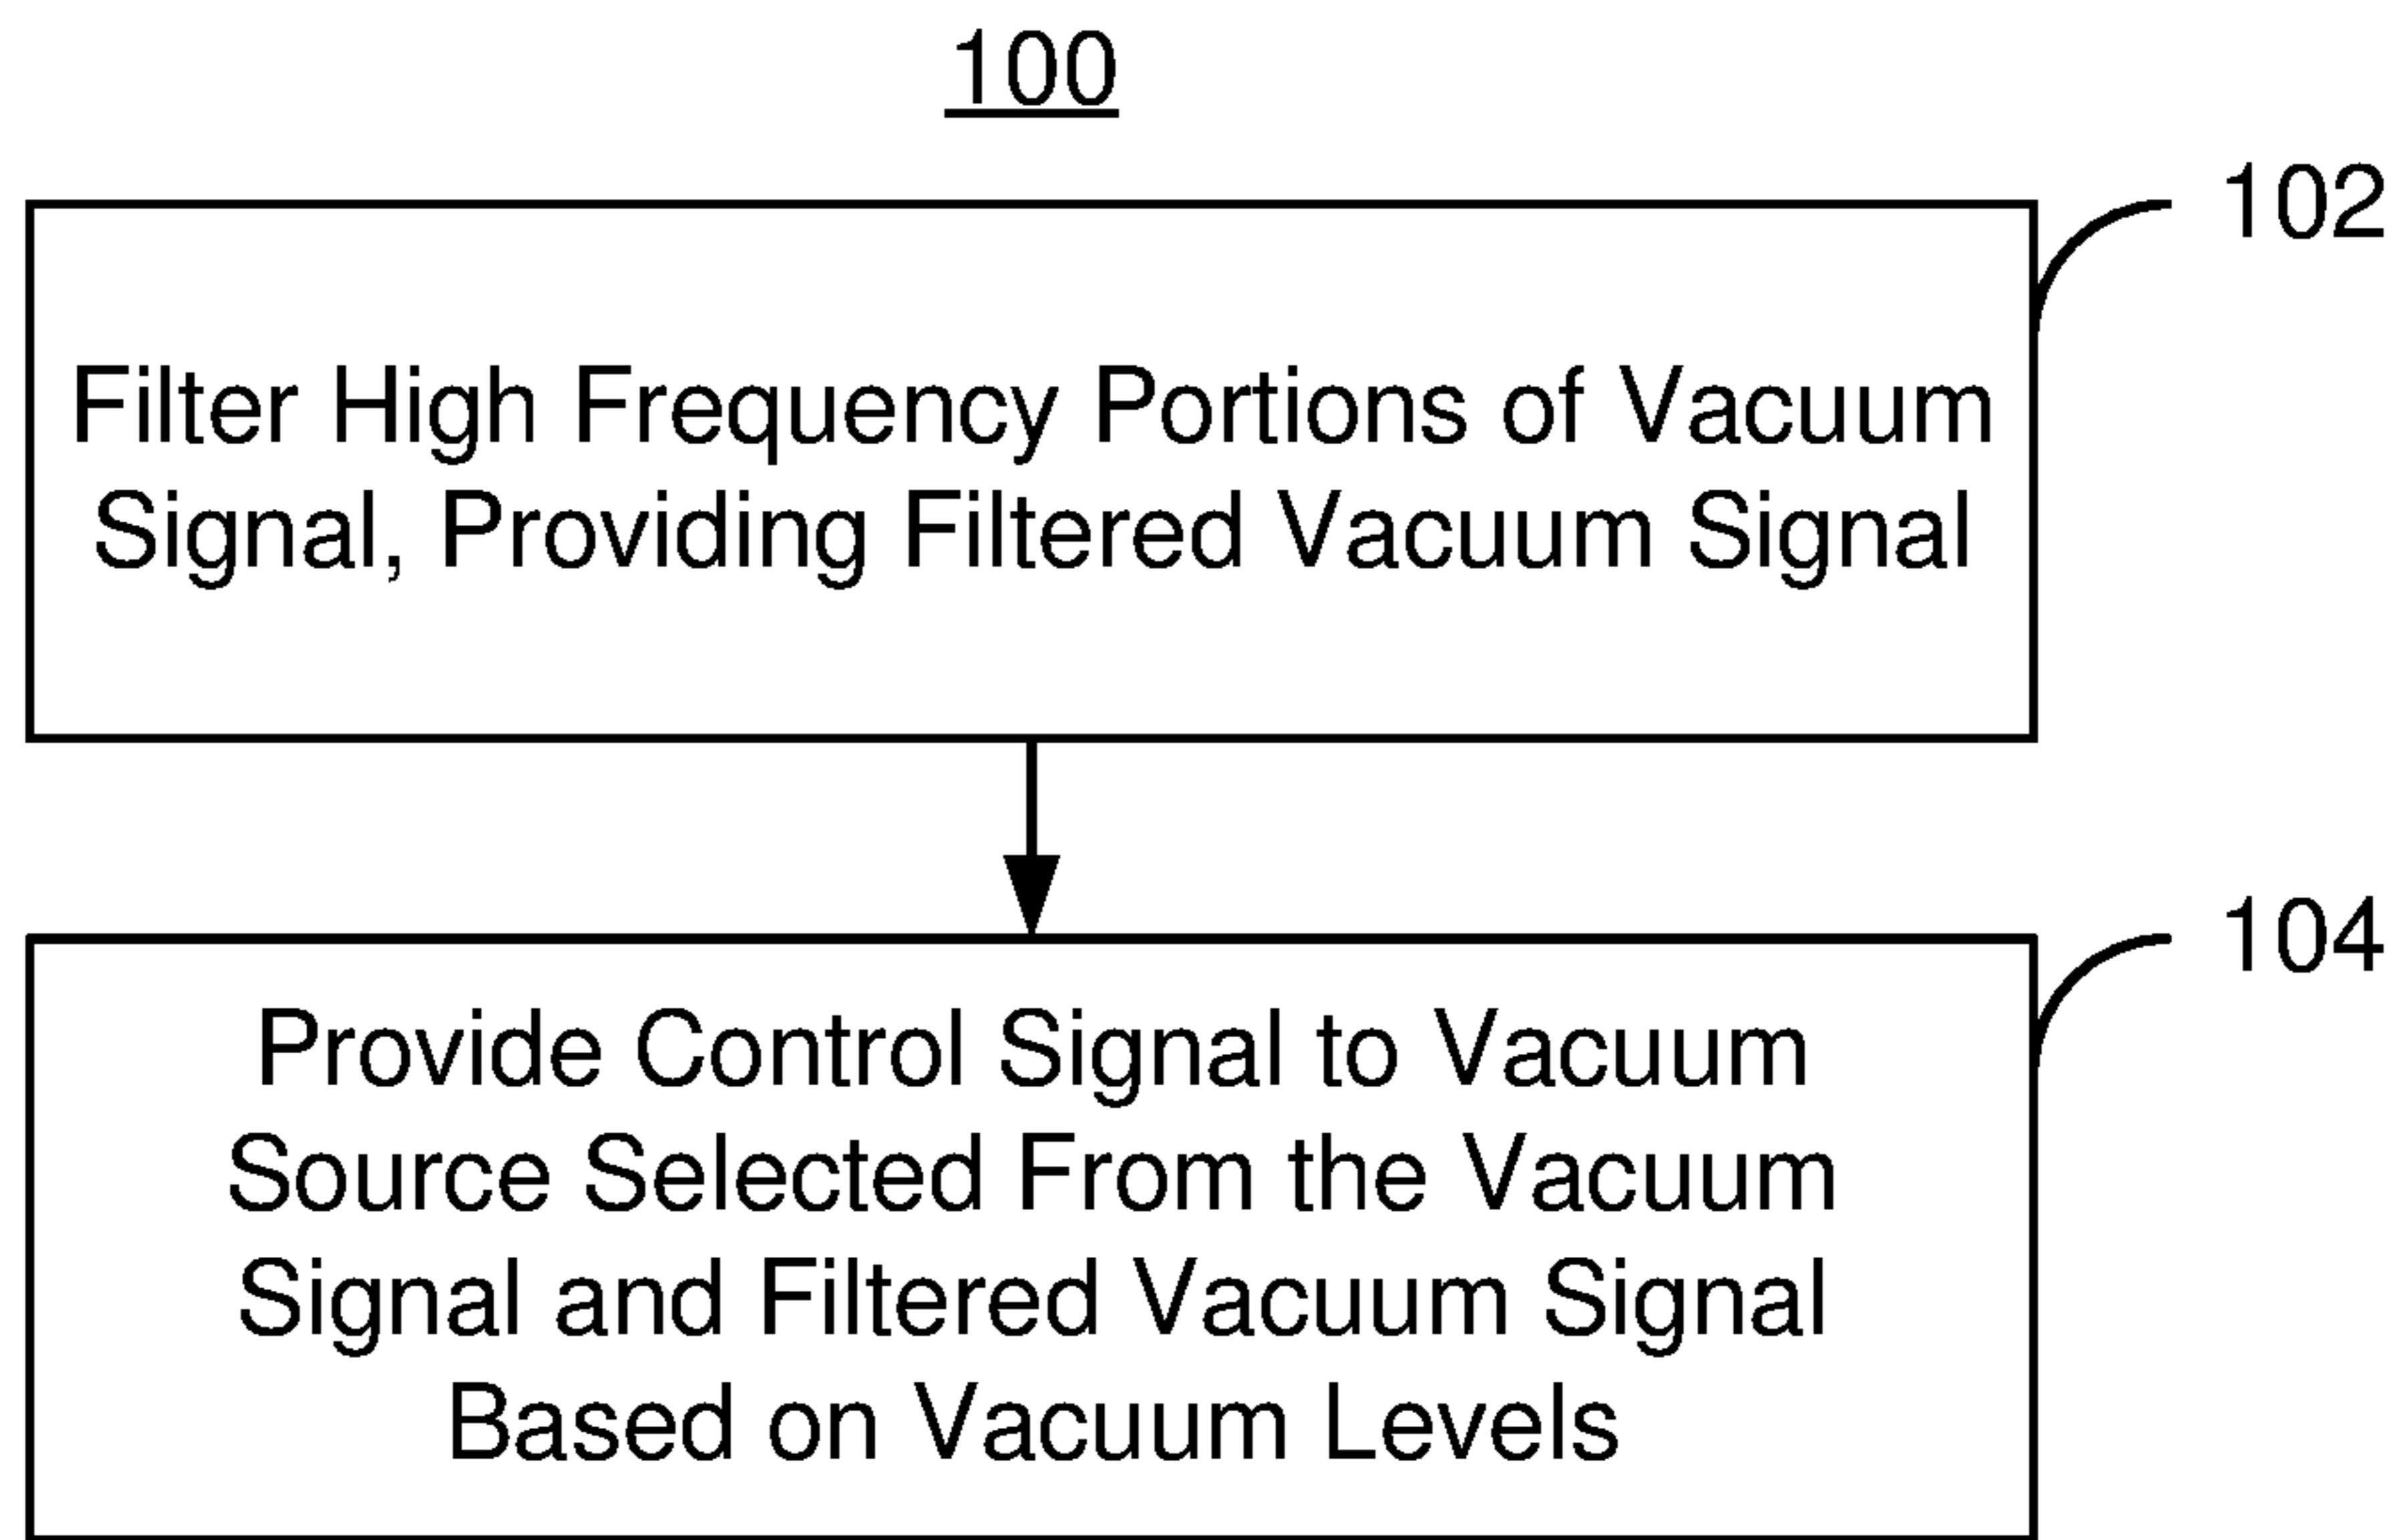 100
102
Filter High Frequency Portions of Vacuum
Signal, Providing Filtered Vacuum Signal
104
Provide Control Signal to Vacuum
Source Selected From the Vacuum
Signal and Filtered Vacuum Signal
Based on Vacuum Levels